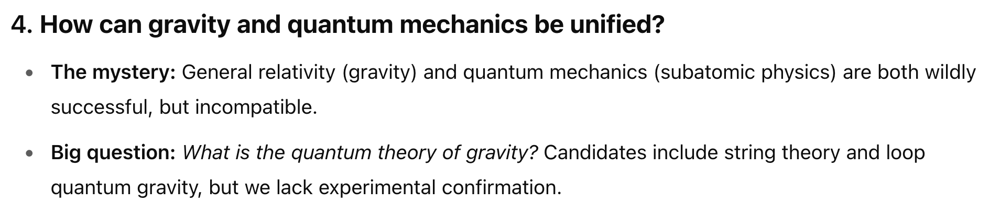 4. How can gravity and quantum mechanics be unified?
• The mystery: General relativity (gravity) and quantum mechanics (subatomic physics) are both wildly
successful, but incompatible.
• Big question: What is the quantum theory of gravity? Candidates include string theory and loop
quantum gravity, but we lack experimental confirmation.